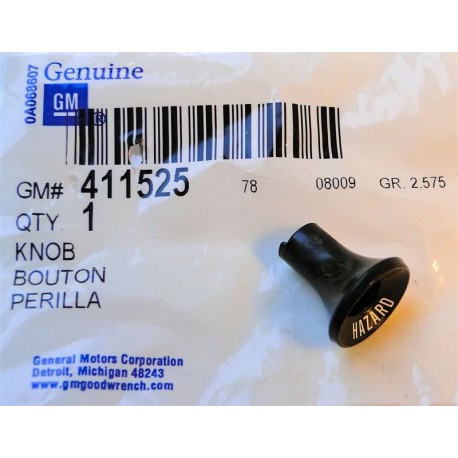 0A068607
Genuine
GM
®
GM# 411525 78 08009 GR. 2.575
QTY. 1
KNOB
BOUTON
PERILLA
HAZARD
General Motors Corporation
Detroit, Michigan 48243
www.gmgoodwrench.com